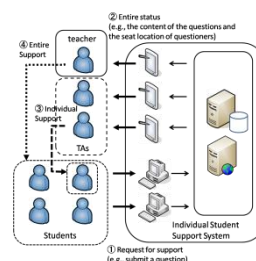 ② Entire status
(e.g., the content of the questions and
the seat location of questioners)
teacher
④ Entire
Support
③ Individual
Support
TAs
Students
Individual Student
Support System
① Request for support
(e.g., submit a question)